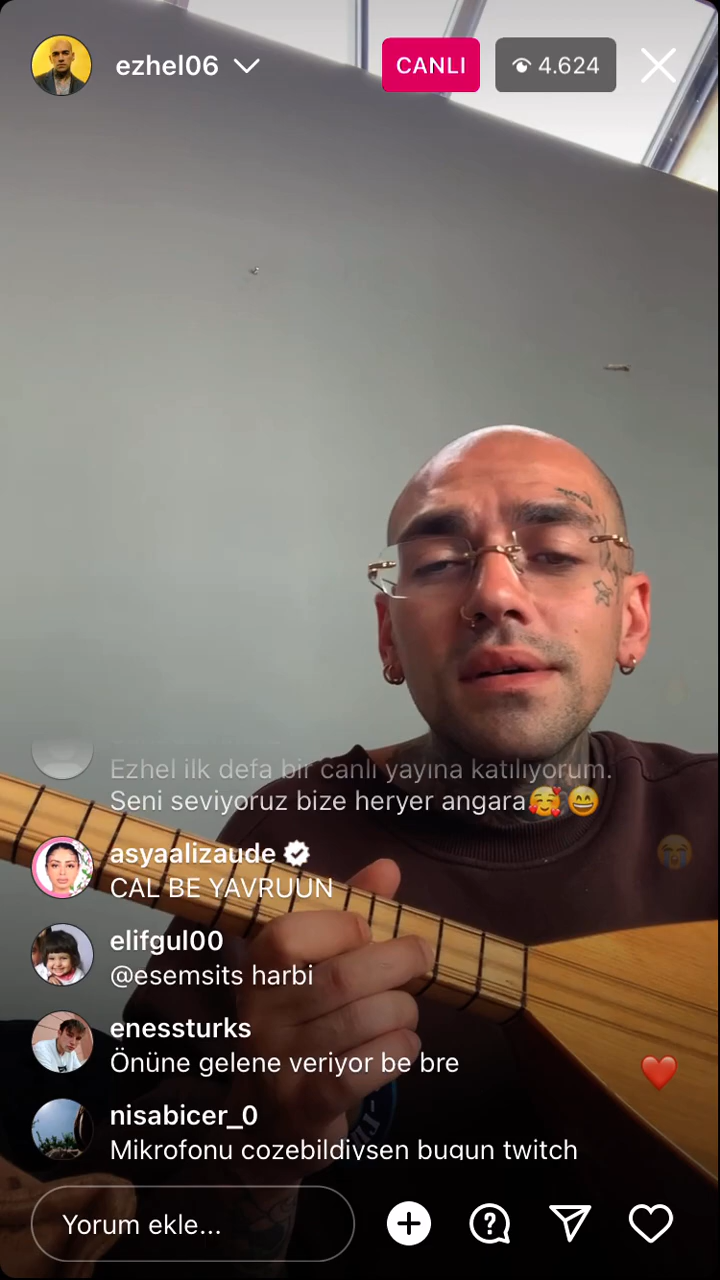 ezhel06
CANLI
4.624
Ezhel ilk defa bir canlı yayına katılıyorum.
Seni seviyoruz bize heryer angara🥰😄
asyaalizaude
CAL BE YAVRUUN
elifgul00
@esemsits harbi
enessturks
Önüne gelene veriyor be bre
nisabicer_0
Mikrofonu cozebildiysen bugun twitch
Yorum ekle...